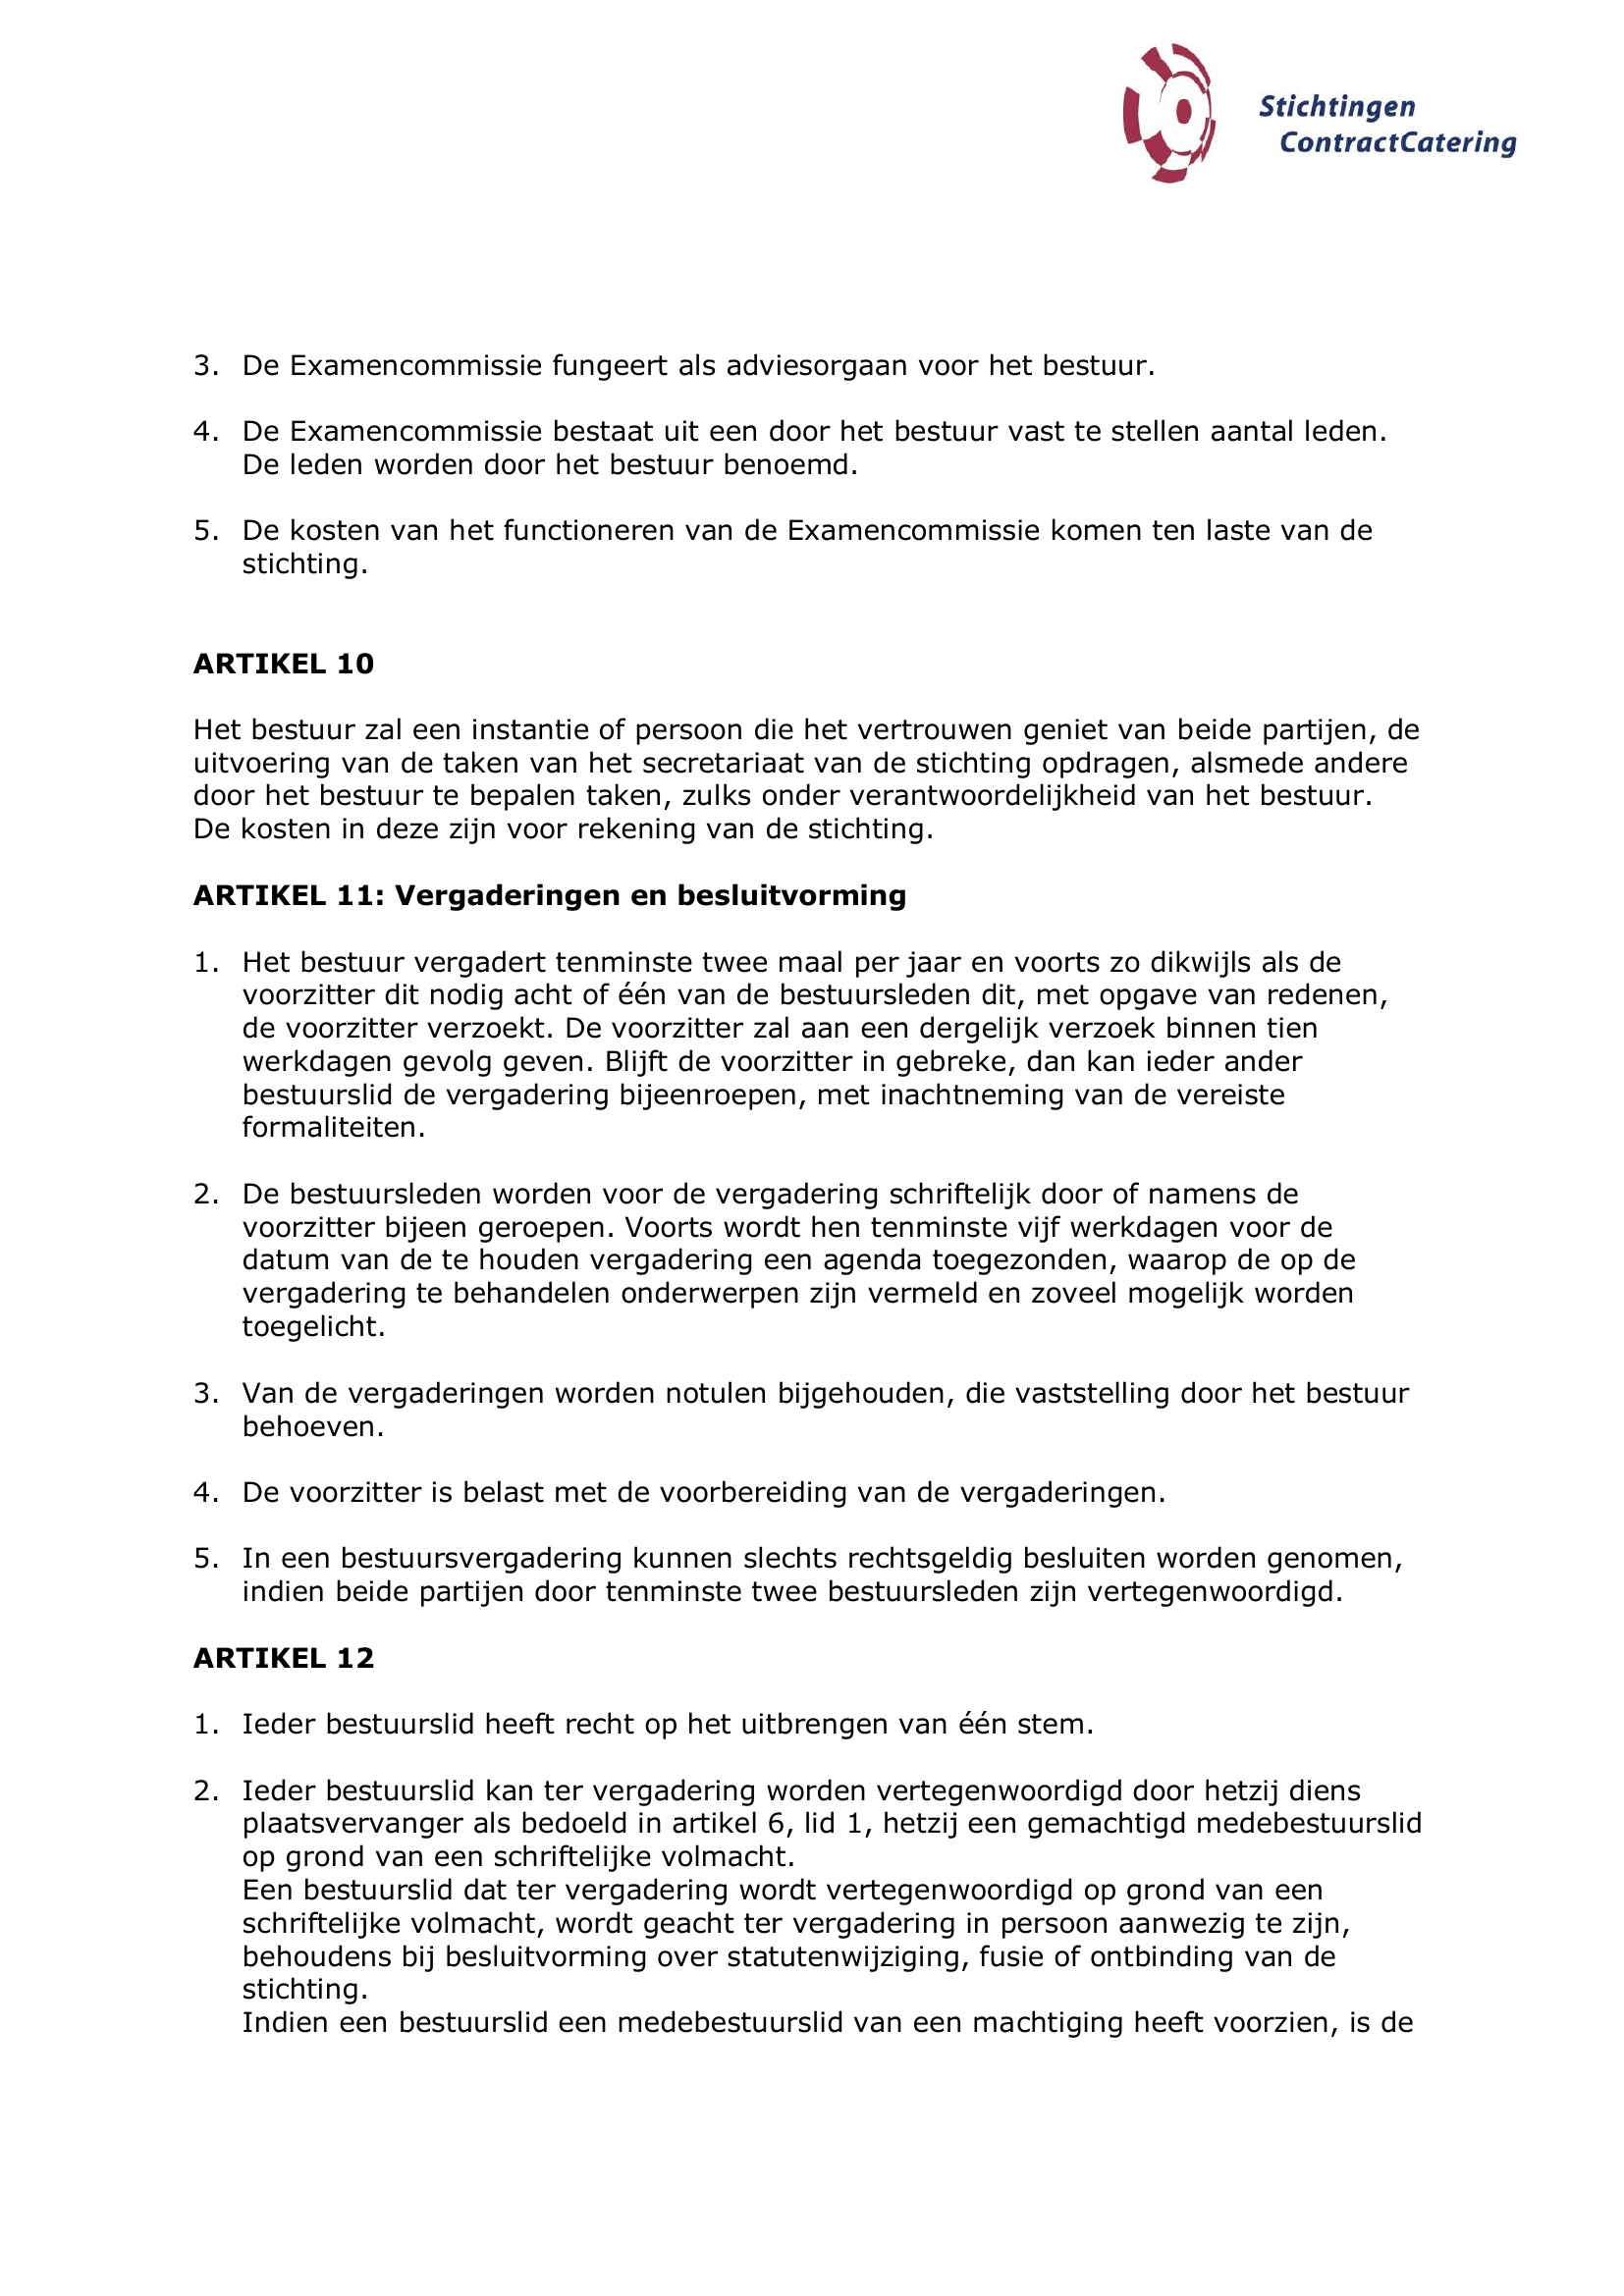 Stichtingen
ContractCatering
3. De Examencommissie fungeert als adviesorgaan voor het bestuur.
4. De Examencommissie bestaat uit een door het bestuur vast te stellen aantal leden.
De leden worden door het bestuur benoemd.
5. De kosten van het functioneren van de Examencommissie komen ten laste van de
stichting.
ARTIKEL 10
Het bestuur zal een instantie of persoon die het vertrouwen geniet van beide partijen, de
uitvoering van de taken van het secretariaat van de stichting opdragen, alsmede andere
door het bestuur te bepalen taken, zulks onder verantwoordelijkheid van het bestuur.
De kosten in deze zijn voor rekening van de stichting.
ARTIKEL 11: Vergaderingen en besluitvorming
1. Het bestuur vergadert tenminste twee maal per jaar en voorts zo dikwijls als de
voorzitter dit nodig acht of één van de bestuursleden dit, met opgave van redenen,
de voorzitter verzoekt. De voorzitter zal aan een dergelijk verzoek binnen tien
werkdagen gevolg geven. Blijft de voorzitter in gebreke, dan kan ieder ander
bestuurslid de vergadering bijeenroepen, met inachtneming van de vereiste
formaliteiten.
2. De bestuursleden worden voor de vergadering schriftelijk door of namens de
voorzitter bijeen geroepen. Voorts wordt hen tenminste vijf werkdagen voor de
datum van de te houden vergadering een agenda toegezonden, waarop de op de
vergadering te behandelen onderwerpen zijn vermeld en zoveel mogelijk worden
toegelicht.
3. Van de vergaderingen worden notulen bijgehouden, die vaststelling door het bestuur
behoeven.
4. De voorzitter is belast met de voorbereiding van de vergaderingen.
5. In een bestuursvergadering kunnen slechts rechtsgeldig besluiten worden genomen,
indien beide partijen door tenminste twee bestuursleden zijn vertegenwoordigd.
ARTIKEL 12
1. Ieder bestuurslid heeft recht op het uitbrengen van één stem.
2. Ieder bestuurslid kan ter vergadering worden vertegenwoordigd door hetzij diens
plaatsvervanger als bedoeld in artikel 6, lid 1, hetzij een gemachtigd medebestuurslid
op grond van een schriftelijke volmacht.
Een bestuurslid dat ter vergadering wordt vertegenwoordigd op grond van een
schriftelijke volmacht, wordt geacht ter vergadering in persoon aanwezig te zijn,
behoudens bij besluitvorming over statutenwijziging, fusie of ontbinding van de
stichting.
Indien een bestuurslid een medebestuurslid van een machtiging heeft voorzien, is de